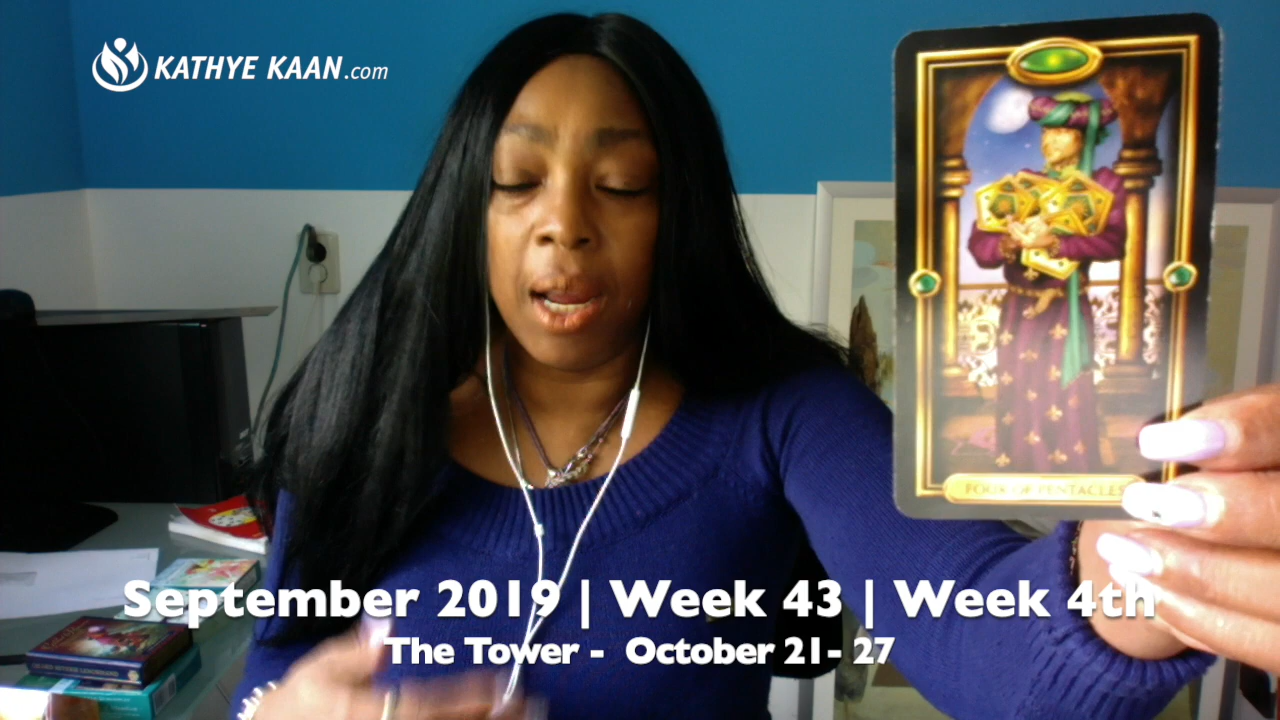 KATHYE KAAN.com
FOUR OF PENTACLES
September 2019 | Week 43 | Week 4th
The Tower - October 21- 27